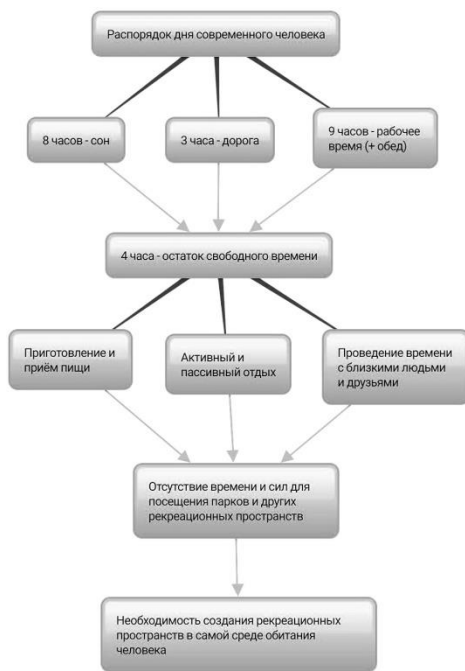 Распорядок дня современного человека
8 часов - сон
3 часа - дорога
9 часов - рабочее
время (+ обед)
4 часа - остаток свободного времени
Приготовление и
приём пищи
Активный и
пассивный отдых
Проведение времени
с близкими людьми
и друзьями
Отсутствие времени и сил для
посещения парков и других
рекреационных пространств
Необходимость создания рекреационных
пространств в самой среде обитания
человека